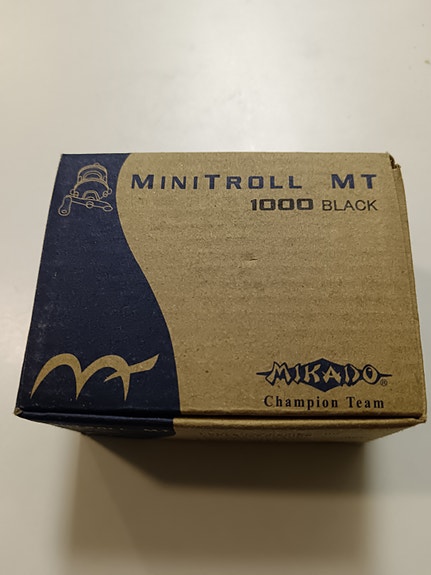 MINITROLL MT
1000 BLACK
MIKADO®
Champion Team